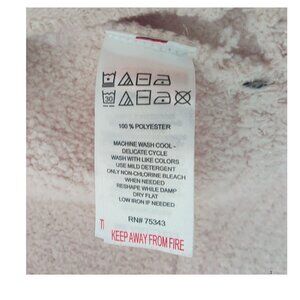 30
100 % POLYESTER
MACHINE WASH COOL-
DELICATE CYCLE
WASH WITH LIKE COLORS
USE MILD DETERGENT
ONLY NON-CHLORINE BLEACH
WHEN NEEDED
RESHAPE WHILE DAMP
DRY FLAT
LOW IRON IF NEEDED
RN# 75343
KEEP AWAY FROM FIRE